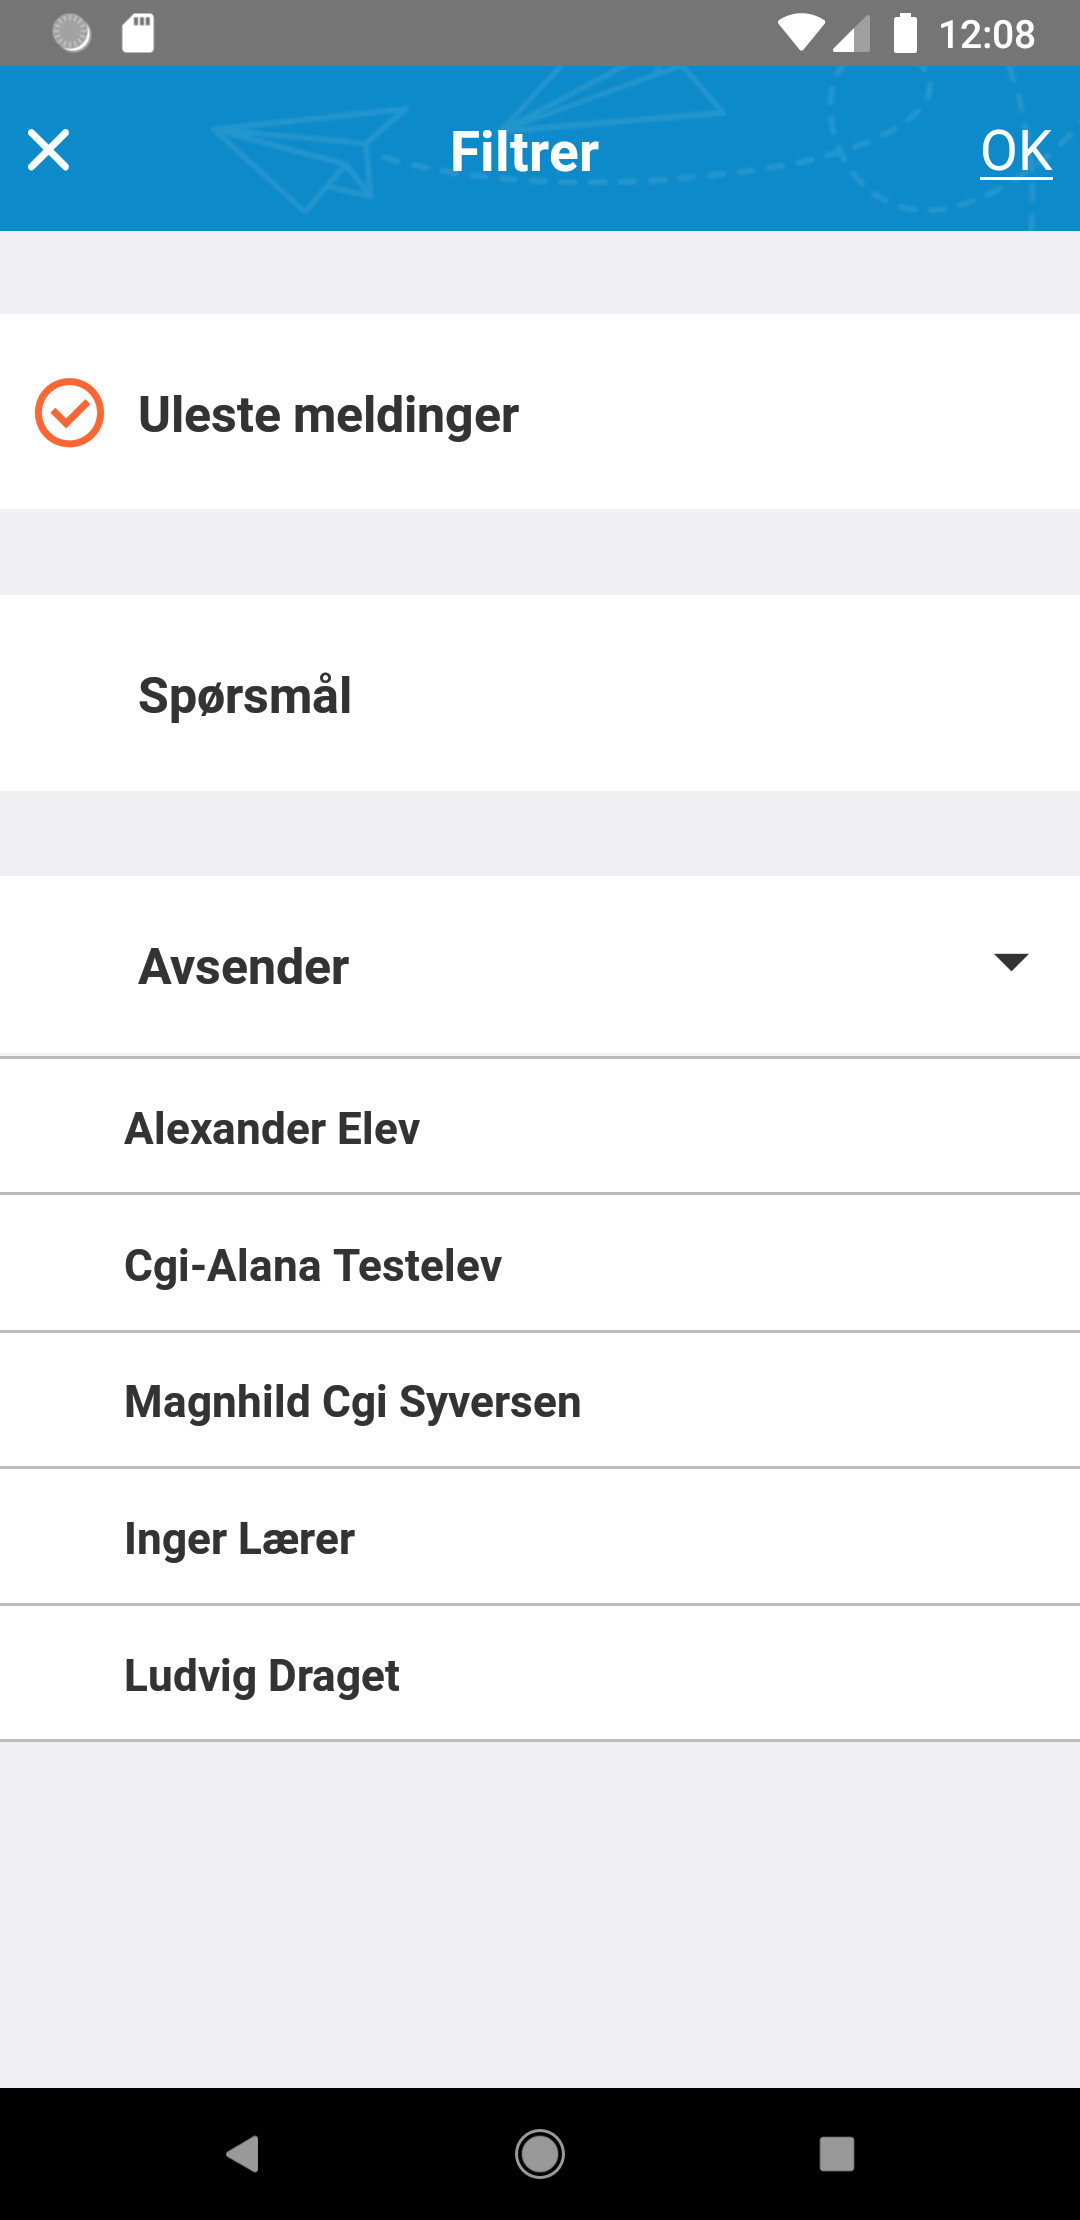 12:08
Filtrer
OK
Uleste meldinger
Spørsmål
Avsender
Alexander Elev
Cgi-Alana Testelev
Magnhild Cgi Syversen
Inger Lærer
Ludvig Draget